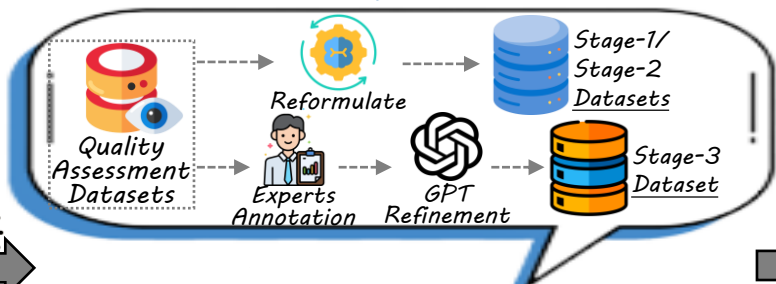 Quality
Assessment
Datasets
Reformulate
Stage-1/
Stage-2
Datasets
Experts
Annotation
GPT
Refinement
Stage-3
Dataset